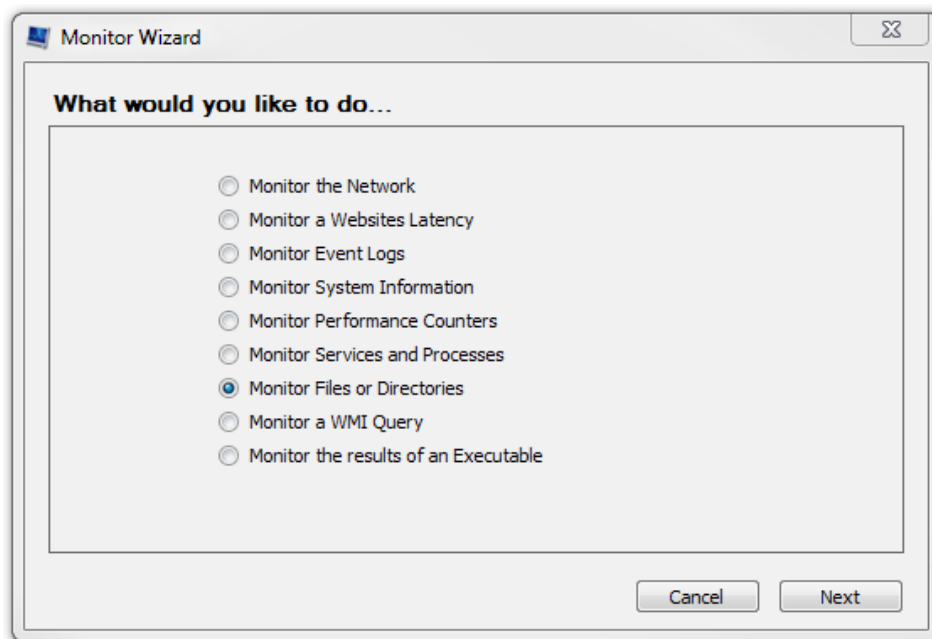 Monitor Wizard
What would you like to do...
Monitor the Network
Monitor a Websites Latency
Monitor Event Logs
Monitor System Information
Monitor Performance Counters
Monitor Services and Processes
Monitor Files or Directories
Monitor a WMI Query
Monitor the results of an Executable
Cancel Next